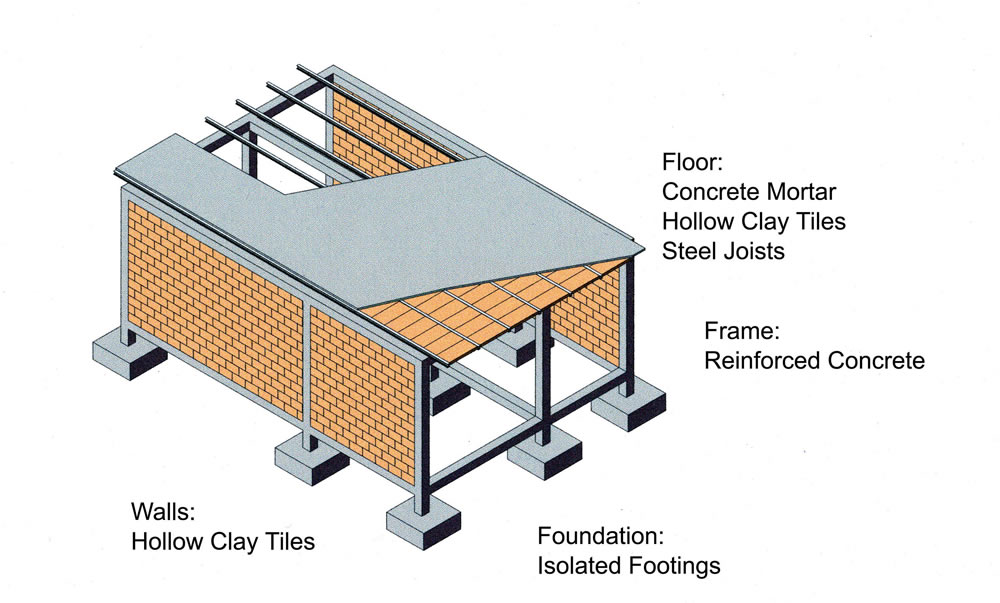 Floor:
Concrete Mortar
Hollow Clay Tiles
Steel Joists
Frame:
Reinforced Concrete
Walls:
Hollow Clay Tiles
Foundation:
Isolated Footings